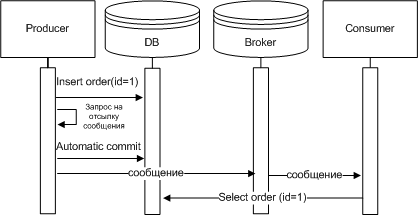 Producer
DB
Broker
Consumer
Insert order(id=1)
Запрос на
отсылку
сообщения
Automatic commit
сообщение
сообщение
Select order (id=1)